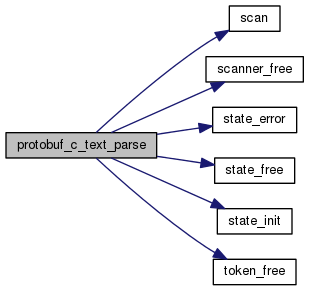 scan
scanner_free
state_error
protobuf_c_text_parse
state_free
state_init
token_free